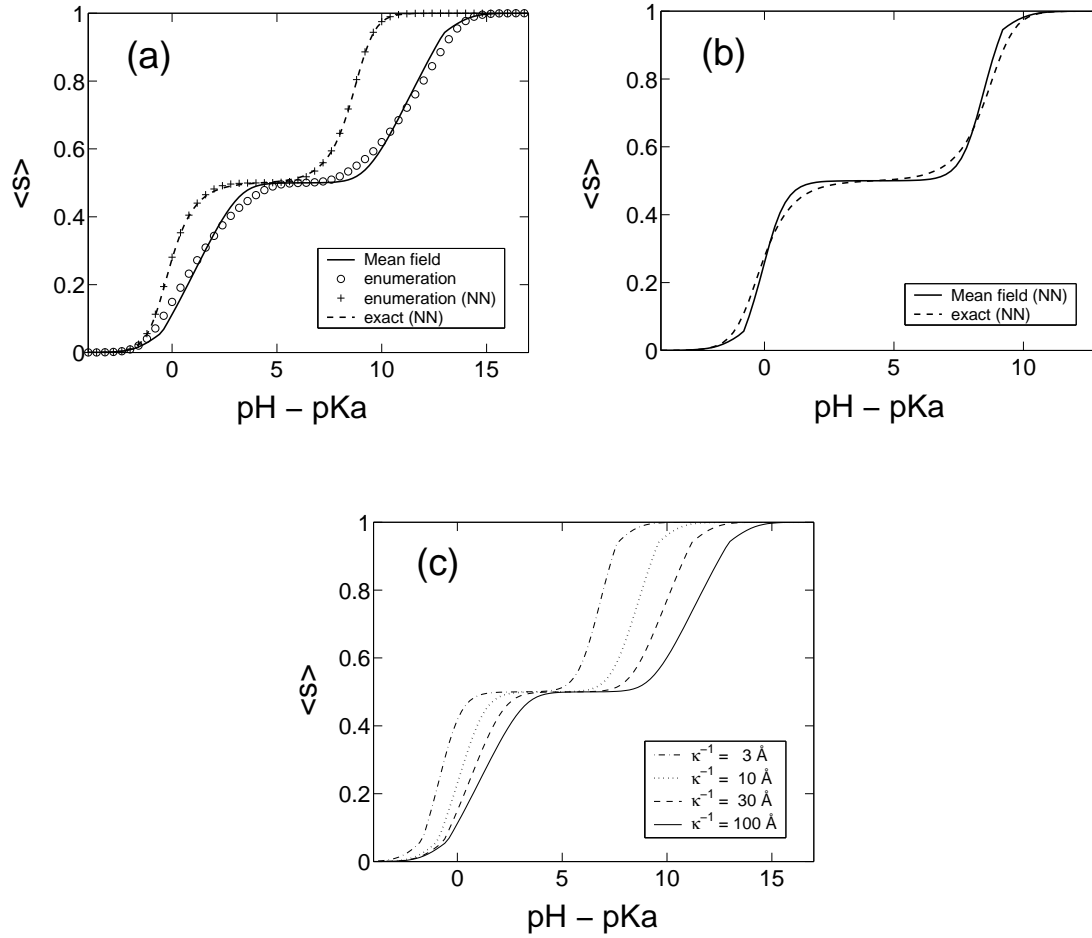 (a)
1
0.8
0.6
0.4
0.2
0
<s>
0 5 10 15
pH − pKa
Mean field
enumeration
enumeration (NN)
exact (NN)
(b)
1
0.8
0.6
0.4
0.2
0
<s>
0 5 10
pH − pKa
Mean field (NN)
exact (NN)
(c)
1
0.8
0.6
0.4
0.2
0
<s>
0 5 10 15
pH − pKa
κ⁻¹ = 3 Å
κ⁻¹ = 10 Å
κ⁻¹ = 30 Å
κ⁻¹ = 100 Å